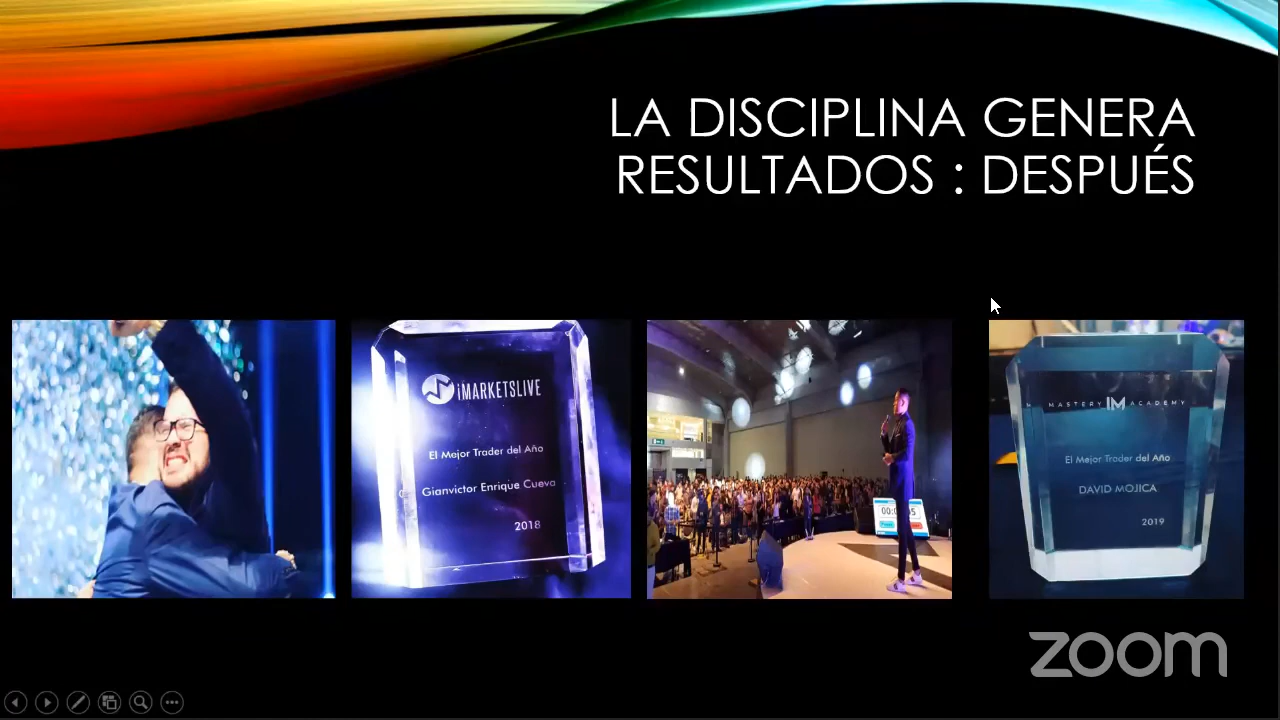 LA DISCIPLINA GENERA
RESULTADOS : DESPUÉS
iMARKETSLIVE
El Mejor Trader del Año
Gianvictor Enrique Cueva
2018
MASTERY IM ACADEMY
El Mejor Trader del Año
DAVID MOJICA
2019
zoom